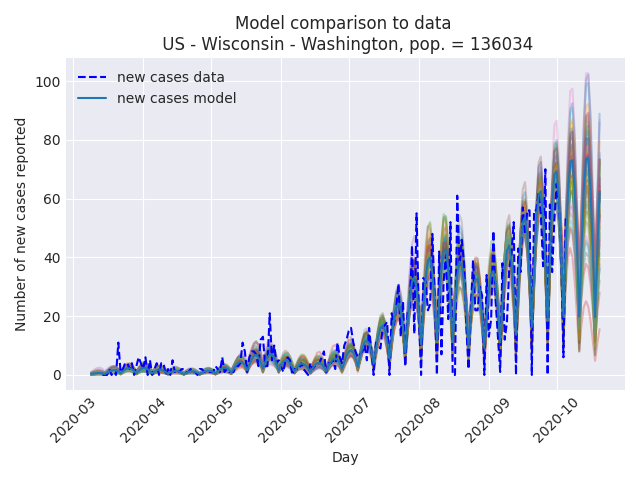 Model comparison to data
US - Wisconsin - Washington, pop. = 136034
new cases data
new cases model
Number of new cases reported
100
80
60
40
20
0
2020-03
2020-04
2020-05
2020-06
2020-07
2020-08
2020-09
2020-10
Day